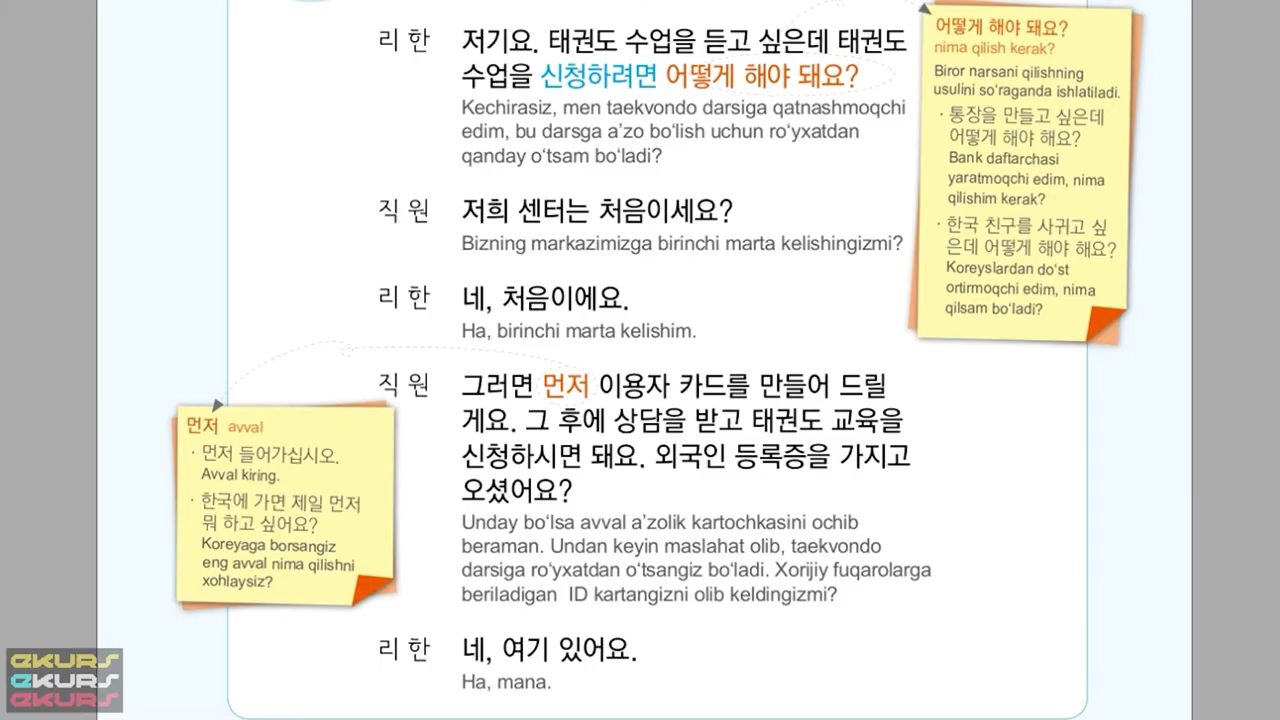 리 한 저기요. 태권도 수업을 듣고 싶은데 태권도
수업을 신청하려면 어떻게 해야 돼요?
Kechirasiz, men taekvondo darsiga qatnashmoqchi
edim, bu darsga a'zo bo'lish uchun ro'yxatdan
qanday o'tsam bo'ladi?
직 원 저희 센터는 처음이세요?
Bizning markazimizga birinchi marta kelishingizmi?
리 한 네, 처음이에요.
Ha, birinchi marta kelishim.
직 원 그러면 먼저 이용자 카드를 만들어 드릴
게요. 그 후에 상담을 받고 태권도 교육을
신청하시면 돼요. 외국인 등록증을 가지고
오셨어요?
Unday bo'lsa avval a'zolik kartochkasini ochib
beraman. Undan keyin maslahat olib, taekvondo
darsiga ro'yxatdan o'tsangiz bo'ladi. Xorijiy fuqarolarga
beriladigan ID kartangizni olib keldingizmi?
리 한 네, 여기 있어요.
Ha, mana.
어떻게 해야 돼요?
nima qilish kerak?
Biror narsani qilishning
usulini so'raganda ishlatiladi.
· 통장을 만들고 싶은데
어떻게 해야 해요?
Bank daftarchasi
yaratmoqchi edim, nima
qilishim kerak?
· 한국 친구를 사귀고 싶
은데 어떻게 해야 해요?
Koreyslardan do'st
ortirmoqchi edim, nima
qilsam bo'ladi?
먼저 avval
· 먼저 들어가십시오.
Avval kiring.
· 한국에 가면 제일 먼저
뭐 하고 싶어요?
Koreyaga borsangiz
eng avval nima qilishni
xohlaysiz?
EKURS
EKURS
EKURS